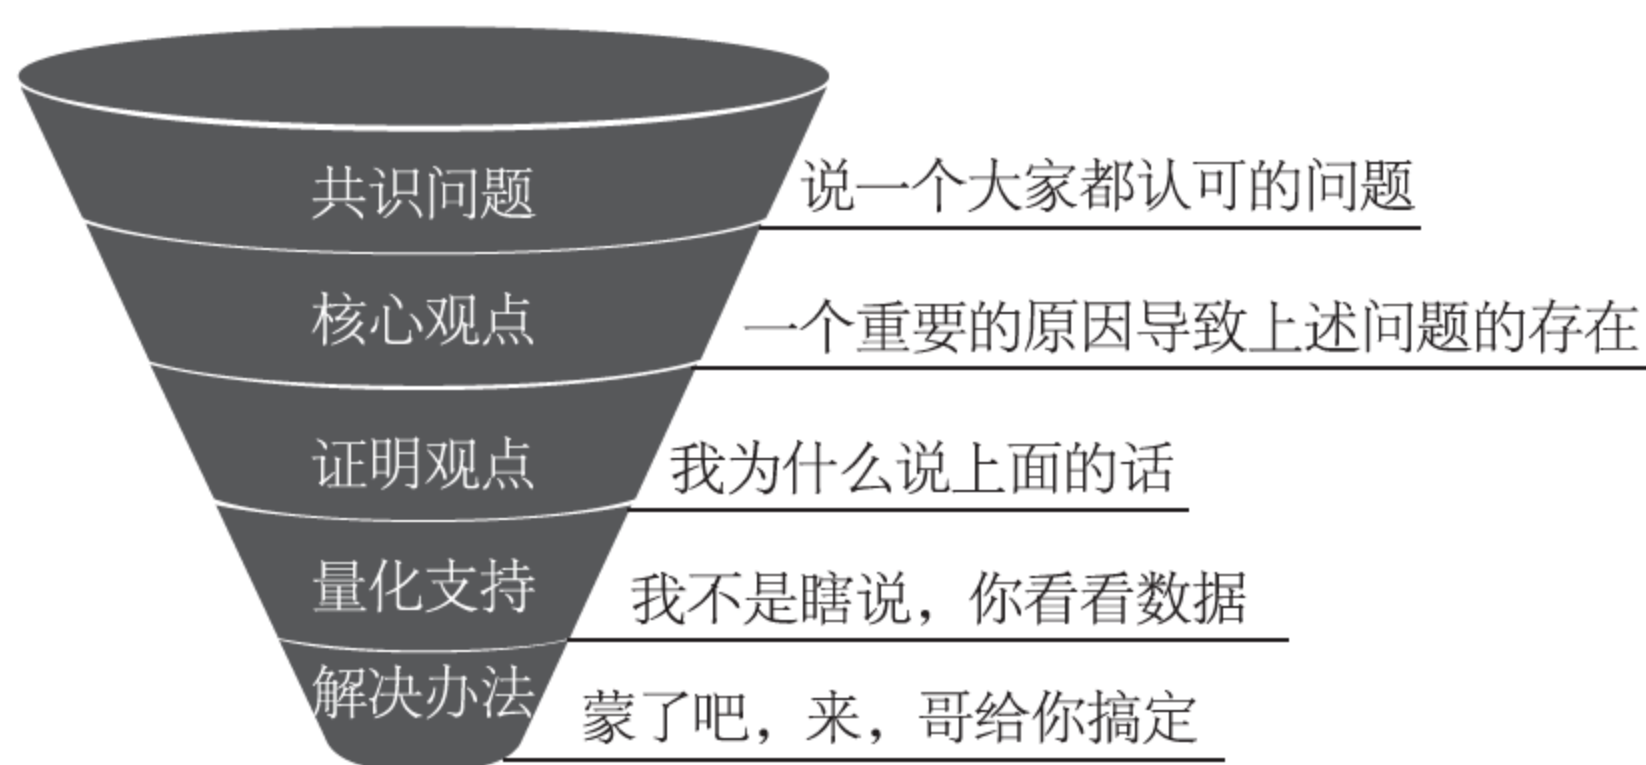 共识问题
说一个大家都认可的问题
核心观点
一个重要的原因导致上述问题的存在
证明观点
我为什么说上面的话
量化支持
我不是瞎说，你看看数据
解决办法
蒙了吧，来，哥给你搞定